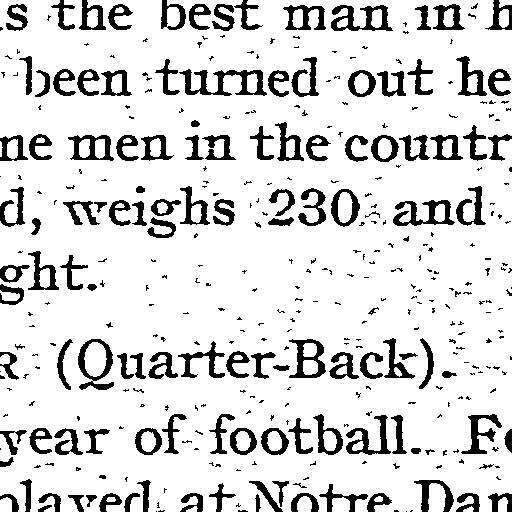 s the best man in h
been turned out he
ne men in the countr
d, weighs 230 and
ght.
R (Quarter-Back).
year of football. Fo
played at Notre Dam